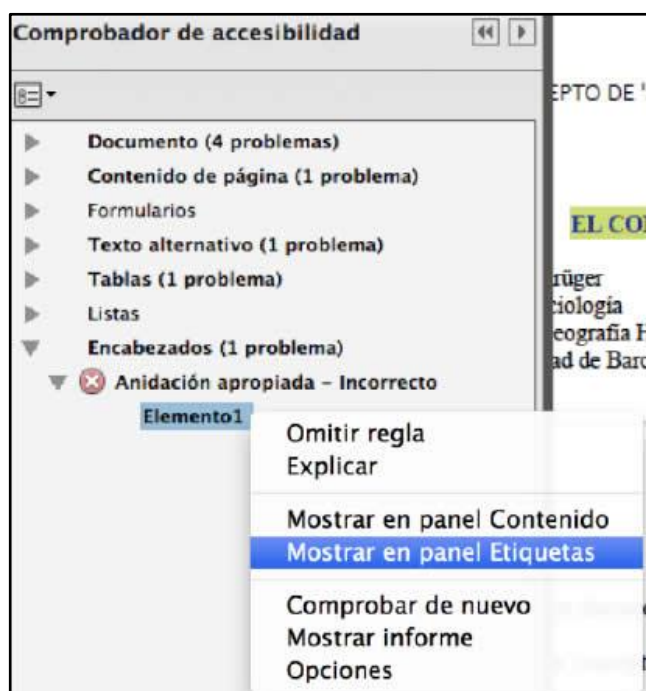 Comprobador de accesibilidad
EPTO DE "
Documento (4 problemas)
Contenido de página (1 problema)
Formularios
Texto alternativo (1 problema)
Tablas (1 problema)
Listas
Encabezados (1 problema)
Anidación apropiada – Incorrecto
Elemento1
EL CO
rüger
iología
eografía H
ad de Barc
Omitir regla
Explicar
Mostrar en panel Contenido
Mostrar en panel Etiquetas
Comprobar de nuevo
Mostrar informe
Opciones